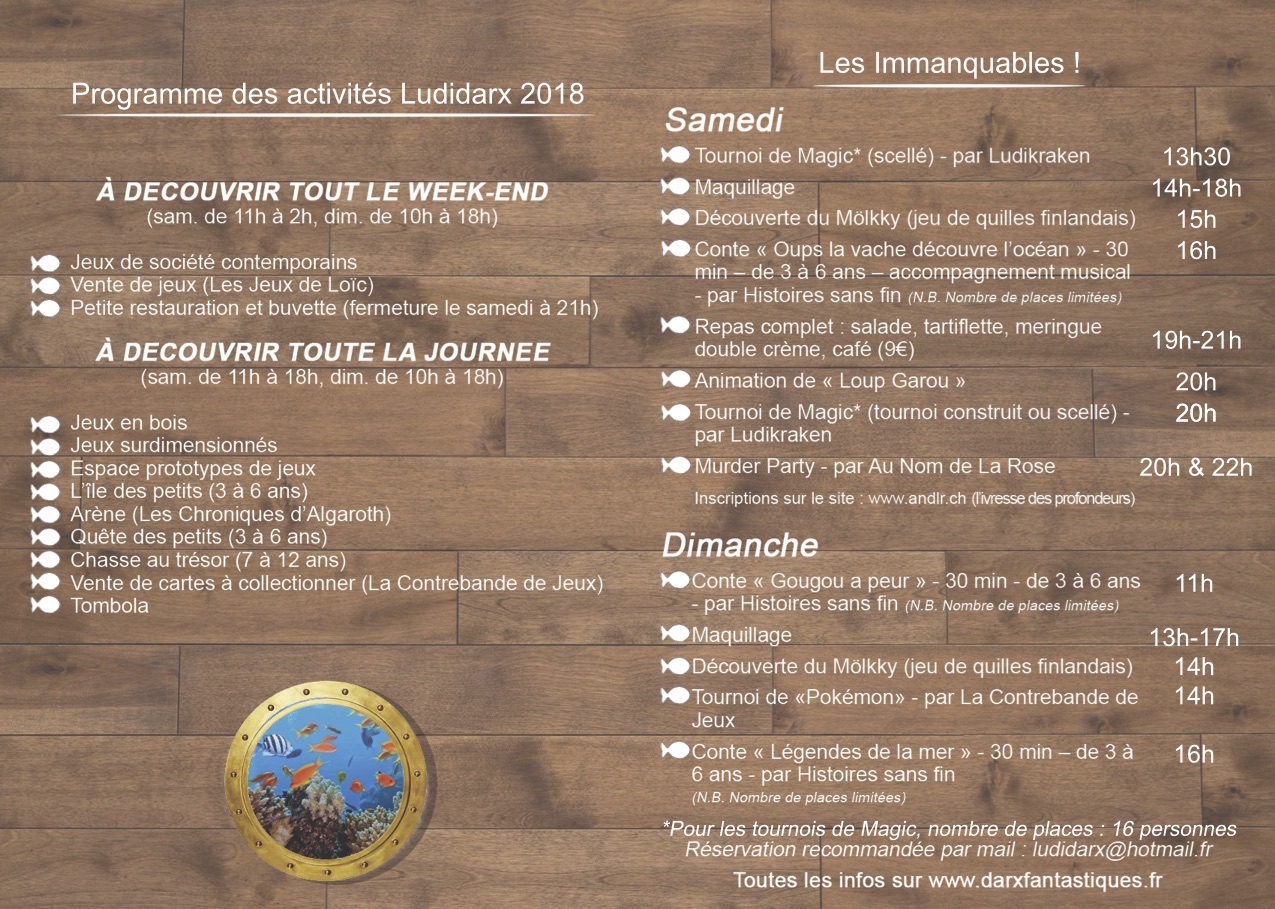 Programme des activités Ludidarx 2018
À DECOUVRIR TOUT LE WEEK-END
(sam. de 11h à 2h, dim. de 10h à 18h)
Jeux de société contemporains
Vente de jeux (Les Jeux de Loïc)
Petite restauration et buvette (fermeture le samedi à 21h)
À DECOUVRIR TOUTE LA JOURNEE
(sam. de 11h à 18h, dim. de 10h à 18h)
Jeux en bois
Jeux surdimensionnés
Espace prototypes de jeux
L'île des petits (3 à 6 ans)
Arène (Les Chroniques d'Algaroth)
Quête des petits (3 à 6 ans)
Chasse au trésor (7 à 12 ans)
Vente de cartes à collectionner (La Contrebande de Jeux)
Tombola
Les Immanquables !
Samedi
Tournoi de Magic* (scellé) - par Ludikraken 13h30
Maquillage 14h-18h
Découverte du Mölkky (jeu de quilles finlandais) 15h
Conte « Oups la vache découvre l'océan » - 30 16h
min – de 3 à 6 ans – accompagnement musical
- par Histoires sans fin (N.B. Nombre de places limitées)
Repas complet : salade, tartiflette, meringue
double crème, café (9€) 19h-21h
Animation de « Loup Garou » 20h
Tournoi de Magic* (tournoi construit ou scellé) - 20h
par Ludikraken
Murder Party - par Au Nom de La Rose 20h & 22h
Inscriptions sur le site : www.andlr.ch (l'ivresse des profondeurs)
Dimanche
Conte « Gougou a peur » - 30 min - de 3 à 6 ans 11h
- par Histoires sans fin (N.B. Nombre de places limitées)
Maquillage 13h-17h
Découverte du Mölkky (jeu de quilles finlandais) 14h
Tournoi de «Pokémon» - par La Contrebande de 14h
Jeux
Conte « Légendes de la mer » - 30 min – de 3 à 16h
6 ans - par Histoires sans fin
(N.B. Nombre de places limitées)
*Pour les tournois de Magic, nombre de places : 16 personnes
Réservation recommandée par mail : ludidarx@hotmail.fr
Toutes les infos sur www.darxfantastiques.fr